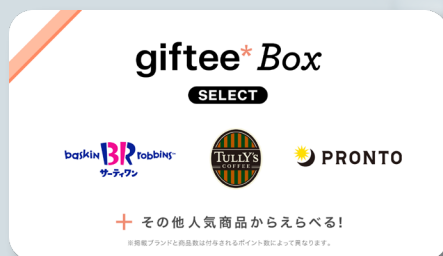 giftee* Box
SELECT
baskin BR robbins™
サーティワン
TULLY'S
COFFEE
PRONTO
+ その他人気商品からえらべる!
※掲載ブランドと商品数は付与されるポイント数によって異なります。